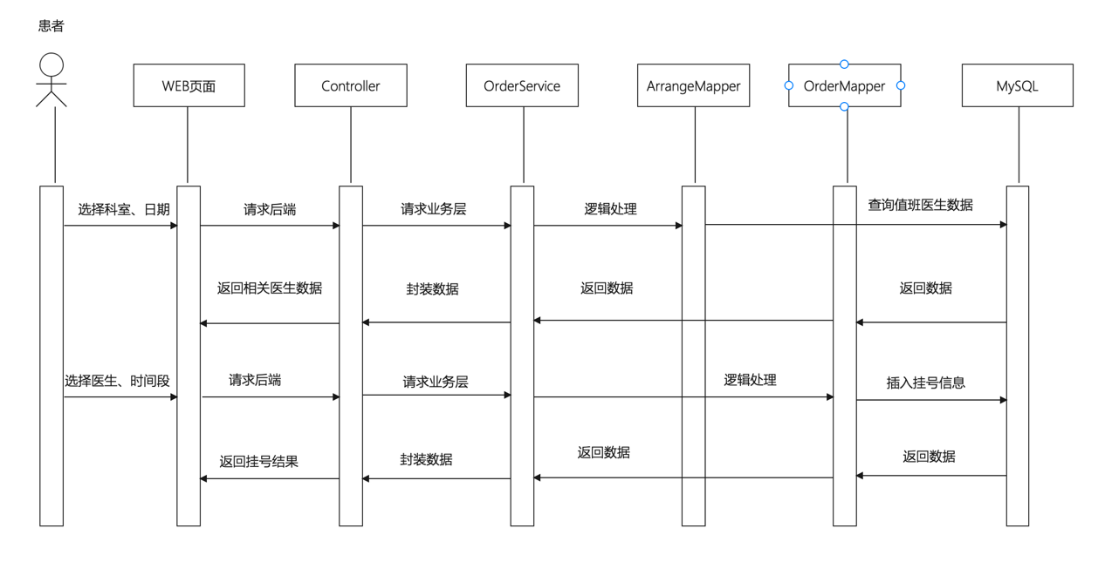 患者
WEB页面
Controller
OrderService
ArrangeMapper
OrderMapper
MySQL
选择科室、日期
请求后端
请求业务层
逻辑处理
查询值班医生数据
返回相关医生数据
封装数据
返回数据
返回数据
选择医生、时间段
请求后端
请求业务层
逻辑处理
插入挂号信息
返回挂号结果
封装数据
返回数据
返回数据